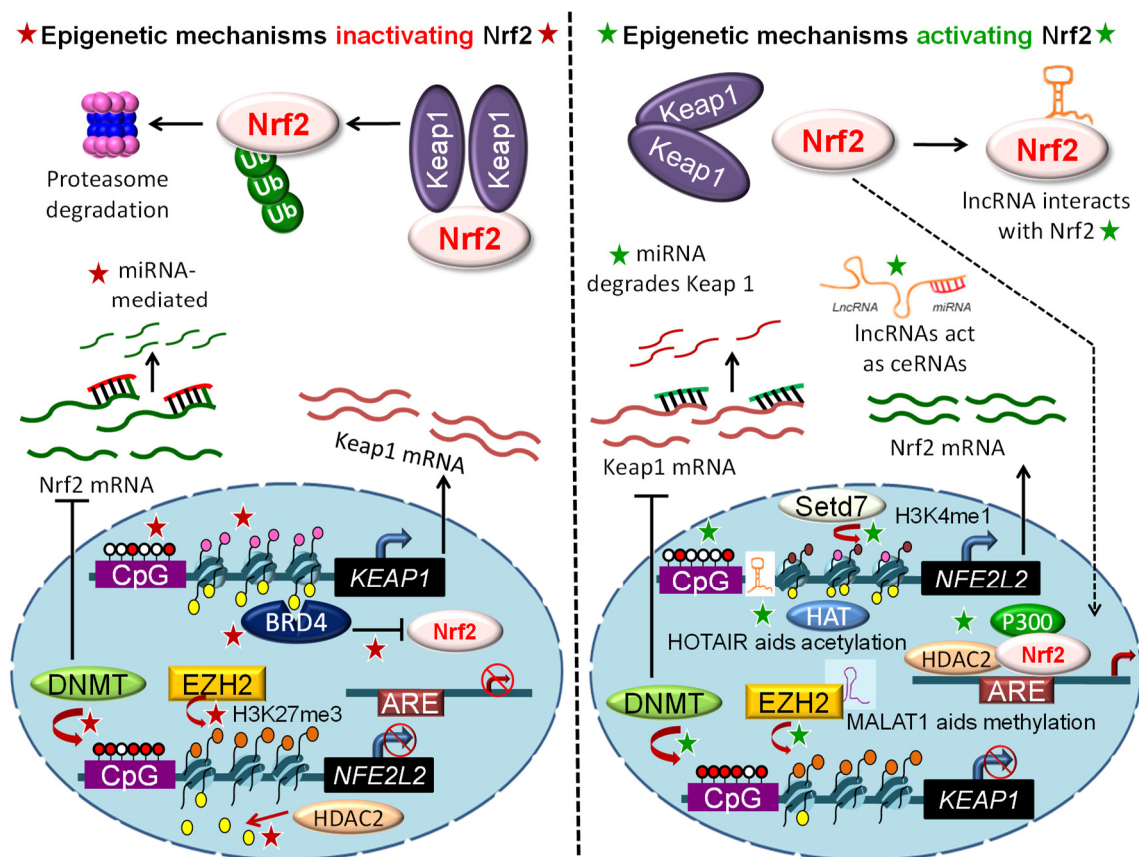 ★Epigenetic mechanisms inactivating Nrf2★
Proteasome
degradation
Nrf2
Ub
Ub
Ub
Keap1
Keap1
Nrf2
★ miRNA-
mediated
Nrf2 mRNA
Keap1 mRNA
CpG
KEAP1
BRD4
Nrf2
DNMT
EZH2
H3K27me3
ARE
CpG
NFE2L2
HDAC2
★Epigenetic mechanisms activating Nrf2★
Keap1
Keap1
Nrf2
Nrf2
lncRNA interacts
with Nrf2 ★
★ miRNA
degrades Keap 1
LncRNA
miRNA
lncRNAs act
as ceRNAs
Keap1 mRNA
Nrf2 mRNA
Setd7
H3K4me1
CpG
NFE2L2
HAT
HOTAIR aids acetylation
P300
HDAC2
Nrf2
ARE
DNMT
EZH2
MALAT1 aids methylation
CpG
KEAP1